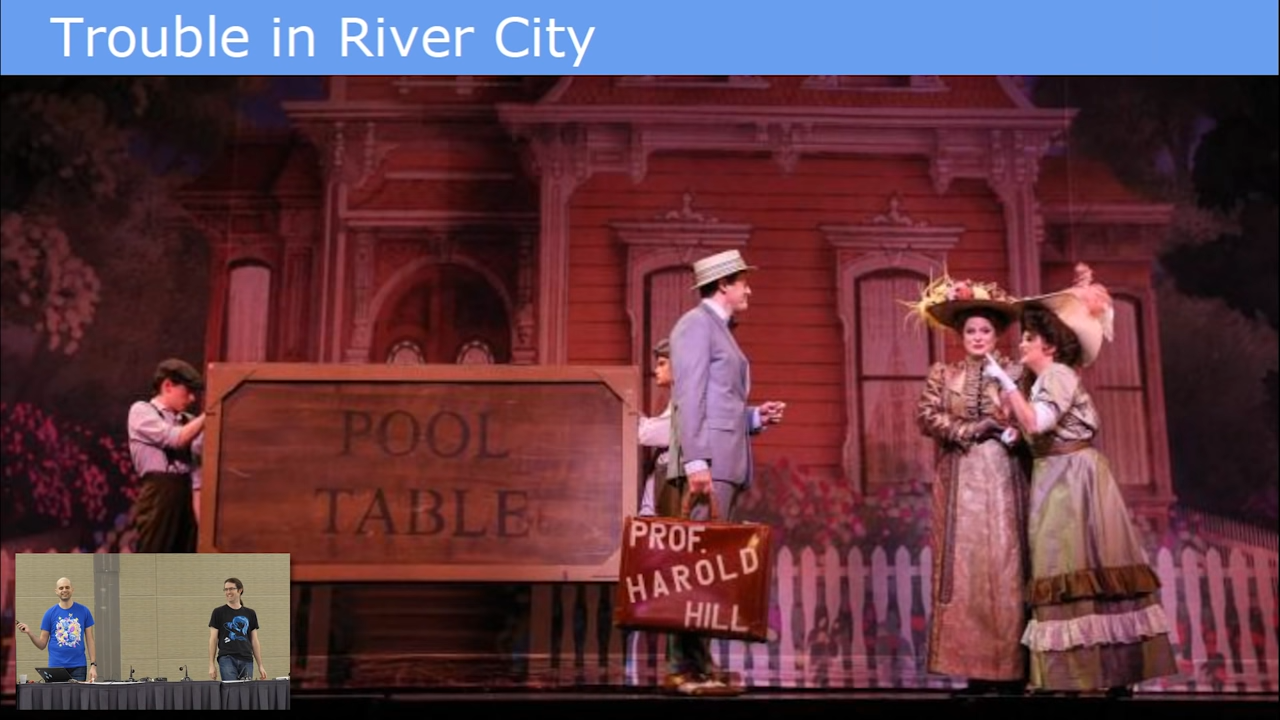 Trouble in River City
POOL
TABLE
PROF.
HAROLD
HILL